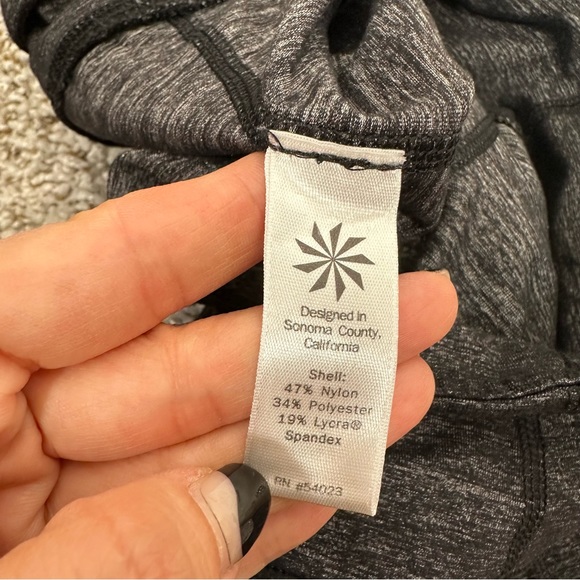 Designed in
Sonoma County,
California
Shell:
47% Nylon
34% Polyester
19% Lycra®
Spandex
RN #54023